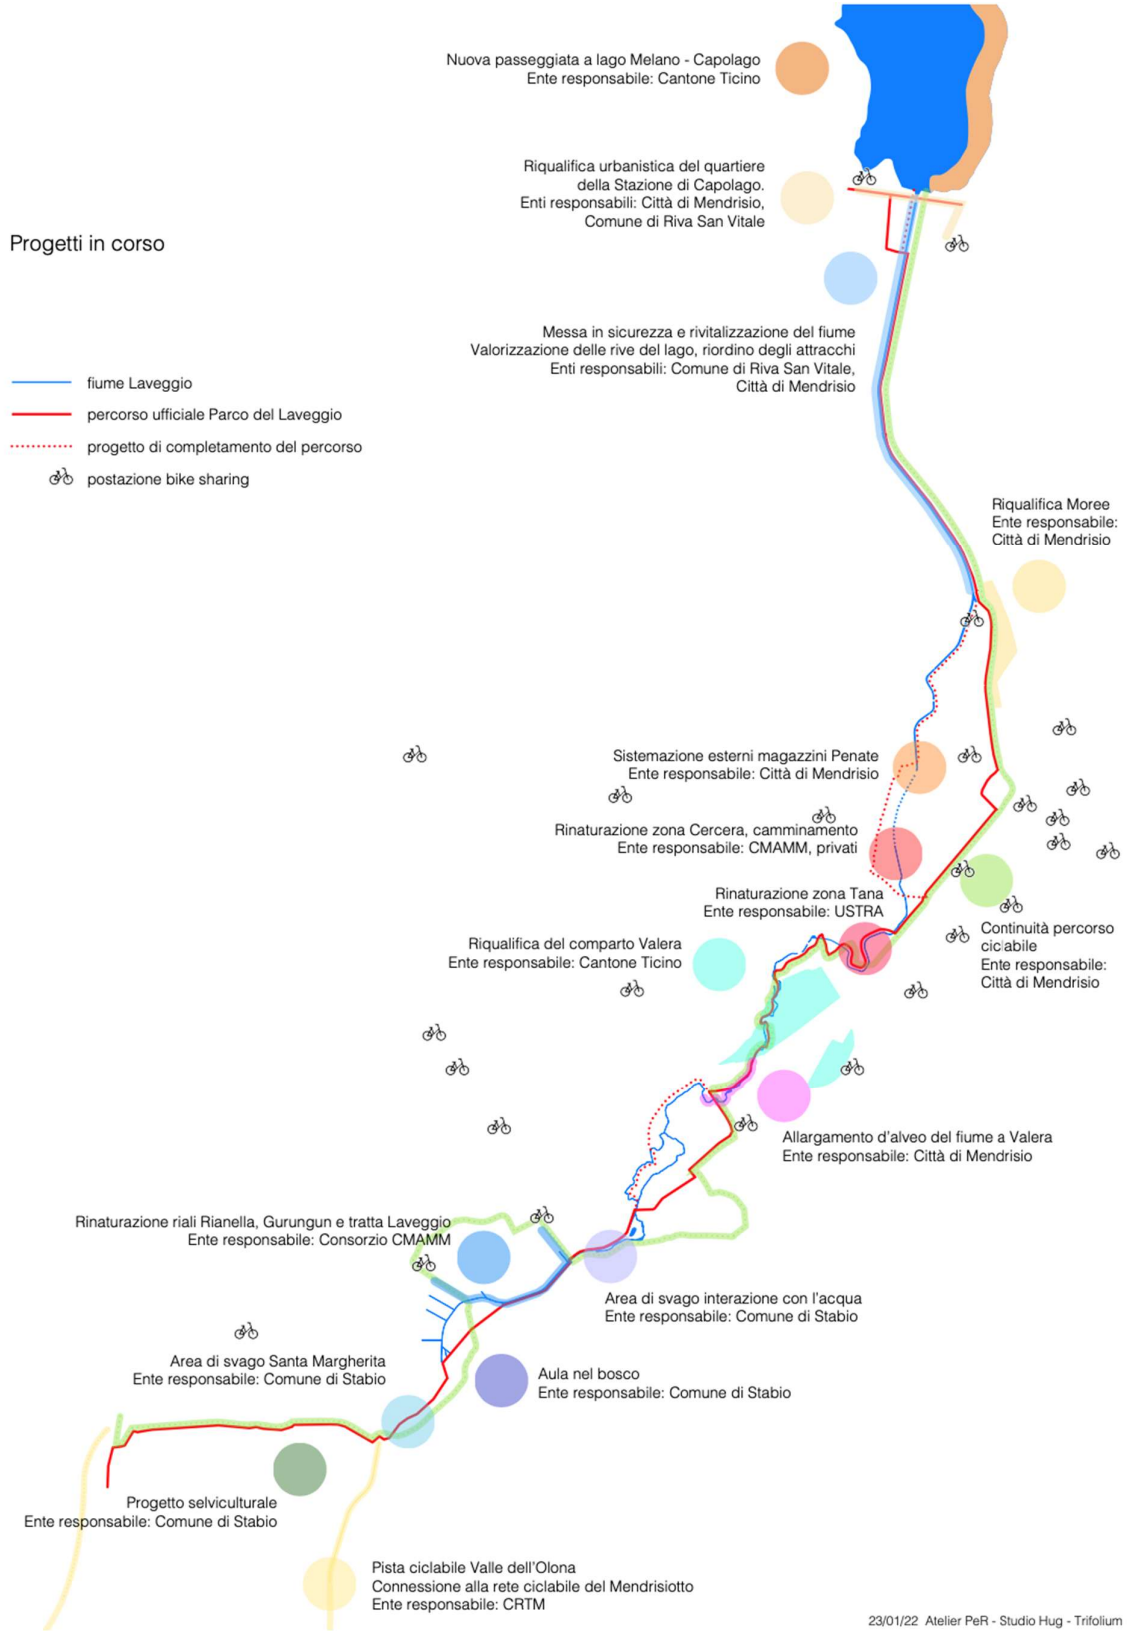 Nuova passeggiata a lago Melano - Capolago
Ente responsabile: Cantone Ticino
Riqualifica urbanistica del quartiere
della Stazione di Capolago.
Enti responsabili: Città di Mendrisio,
Comune di Riva San Vitale
Progetti in corso
Messa in sicurezza e rivitalizzazione del fiume
Valorizzazione delle rive del lago, riordino degli attracchi
Enti responsabili: Comune di Riva San Vitale,
Città di Mendrisio
fiume Laveggio
percorso ufficiale Parco del Laveggio
progetto di completamento del percorso
postazione bike sharing
Riqualifica Moree
Ente responsabile:
Città di Mendrisio
Sistemazione esterni magazzini Penate
Ente responsabile: Città di Mendrisio
Rinaturazione zona Cercera, camminamento
Ente responsabile: CMAMM, privati
Rinaturazione zona Tana
Ente responsabile: USTRA
Continuità percorso
ciclabile
Ente responsabile:
Città di Mendrisio
Riqualifica del comparto Valera
Ente responsabile: Cantone Ticino
Allargamento d'alveo del fiume a Valera
Ente responsabile: Città di Mendrisio
Rinaturazione riali Rianella, Gurungun e tratta Laveggio
Ente responsabile: Consorzio CMAMM
Area di svago interazione con l'acqua
Ente responsabile: Comune di Stabio
Area di svago Santa Margherita
Ente responsabile: Comune di Stabio
Aula nel bosco
Ente responsabile: Comune di Stabio
Progetto selviculturale
Ente responsabile: Comune di Stabio
Pista ciclabile Valle dell'Olona
Connessione alla rete ciclabile del Mendrisiotto
Ente responsabile: CRTM
23/01/22 Atelier PeR - Studio Hug - Trifolium